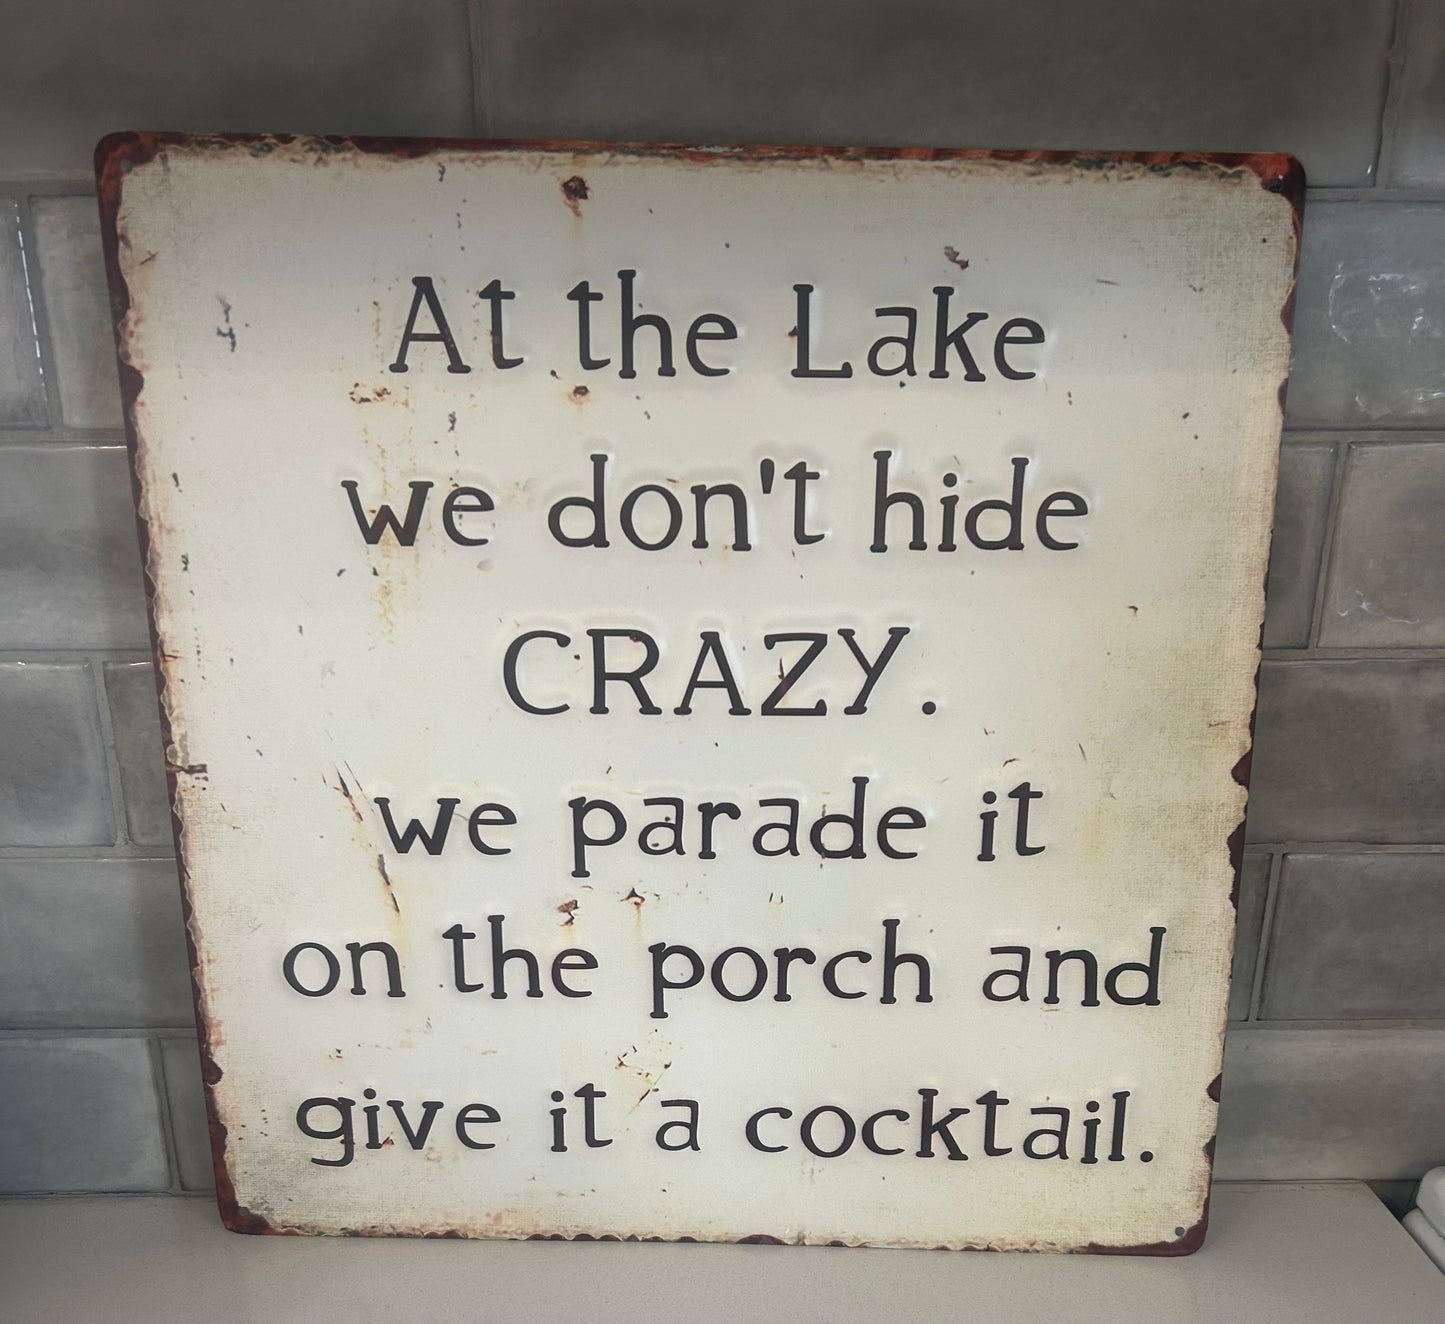 At the Lake
we don't hide
CRAZY.
we parade it
on the porch and
give it a cocktail.